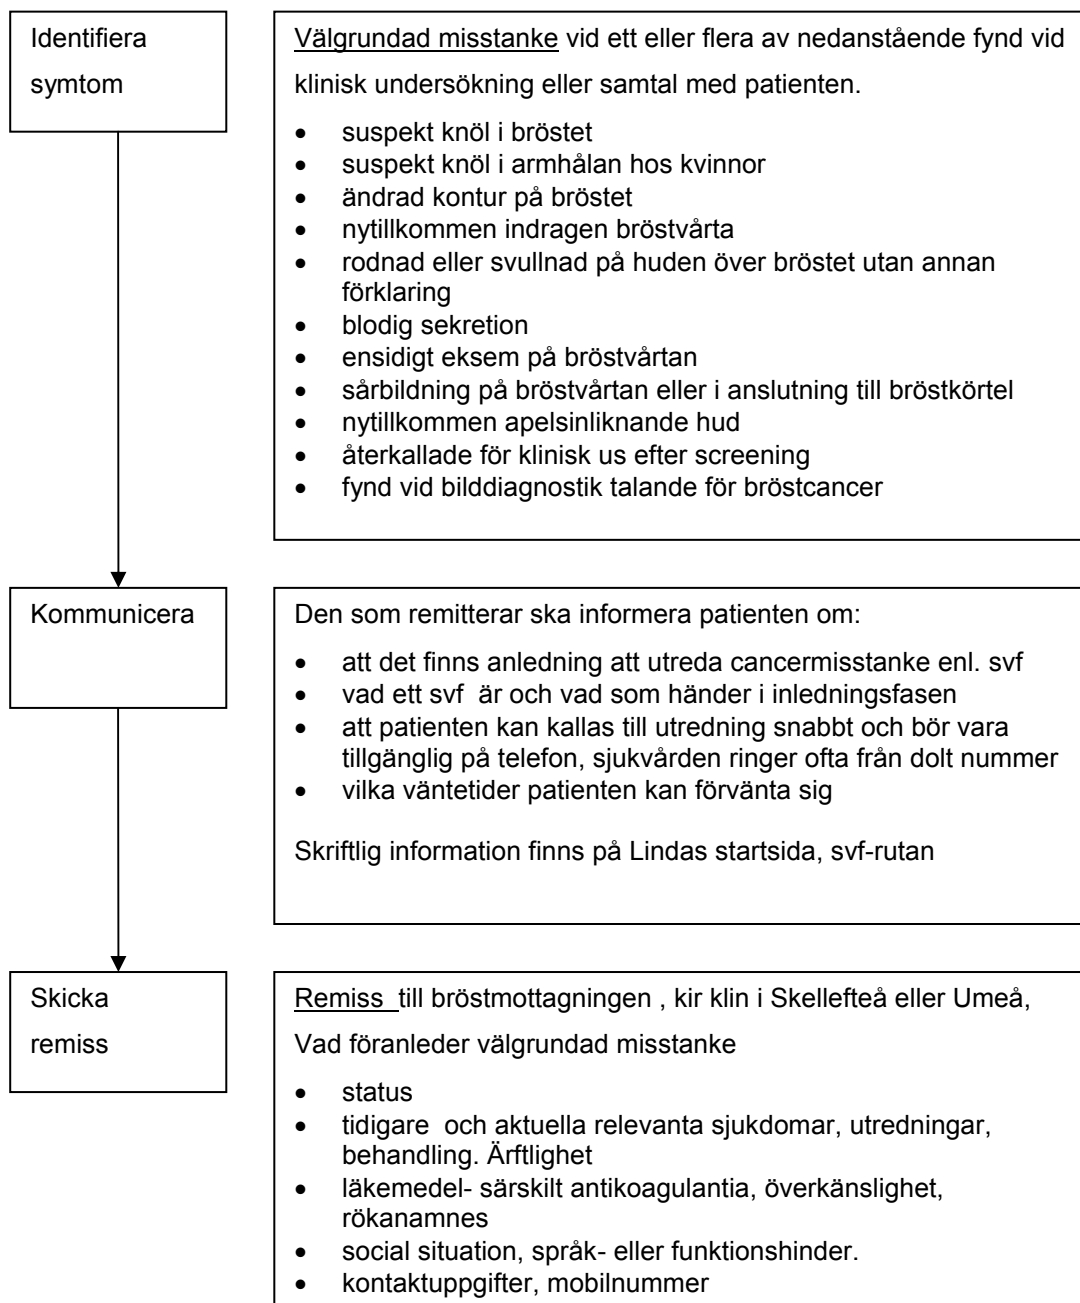 Identifiera
symtom
Välgrundad misstanke vid ett eller flera av nedanstående fynd vid
klinisk undersökning eller samtal med patienten.
• suspekt knöl i bröstet
• suspekt knöl i armhålan hos kvinnor
• ändrad kontur på bröstet
• nytillkommen indragen bröstvårta
• rodnad eller svullnad på huden över bröstet utan annan
förklaring
• blodig sekretion
• ensidigt eksem på bröstvårtan
• sårbildning på bröstvårtan eller i anslutning till bröstkörtel
• nytillkommen apelsinliknande hud
• återkallade för klinisk us efter screening
• fynd vid bilddiagnostik talande för bröstcancer
Kommunicera
Den som remitterar ska informera patienten om:
• att det finns anledning att utreda cancermisstanke enl. svf
• vad ett svf är och vad som händer i inledningsfasen
• att patienten kan kallas till utredning snabbt och bör vara
tillgänglig på telefon, sjukvården ringer ofta från dolt nummer
• vilka väntetider patienten kan förvänta sig
Skriftlig information finns på Lindas startsida, svf-rutan
Skicka
remiss
Remiss till bröstmottagningen , kir klin i Skellefteå eller Umeå,
Vad föranleder välgrundad misstanke
• status
• tidigare och aktuella relevanta sjukdomar, utredningar,
behandling. Ärftlighet
• läkemedel- särskilt antikoagulantia, överkänslighet,
rökanamnes
• social situation, språk- eller funktionshinder.
• kontaktuppgifter, mobilnummer